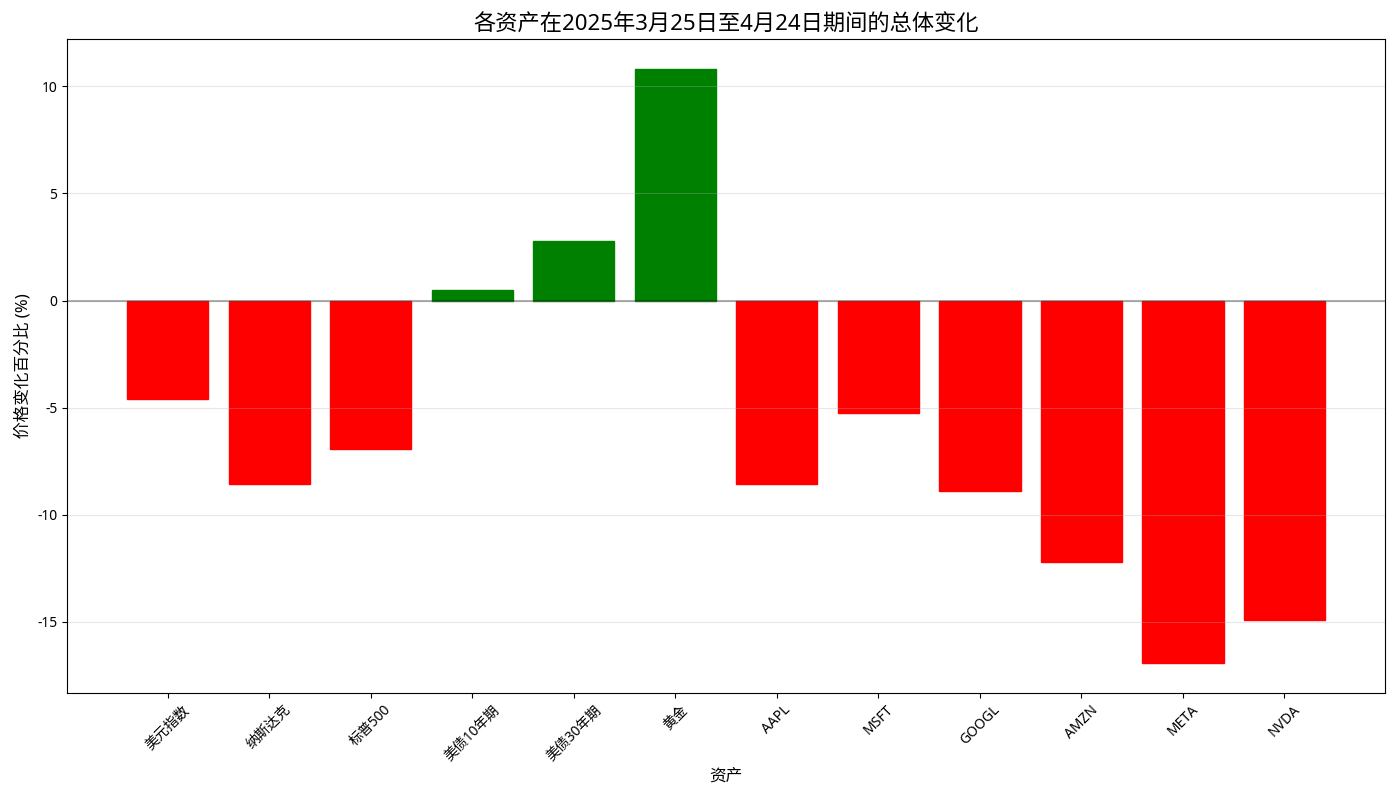 各资产在2025年3月25日至4月24日期间的总体变化
价格变化百分比 (%)
10
5
0
-5
-10
-15
美元指数
纳斯达克
标普500
美债10年期
美债30年期
黄金
AAPL
MSFT
GOOGL
AMZN
META
NVDA
资产